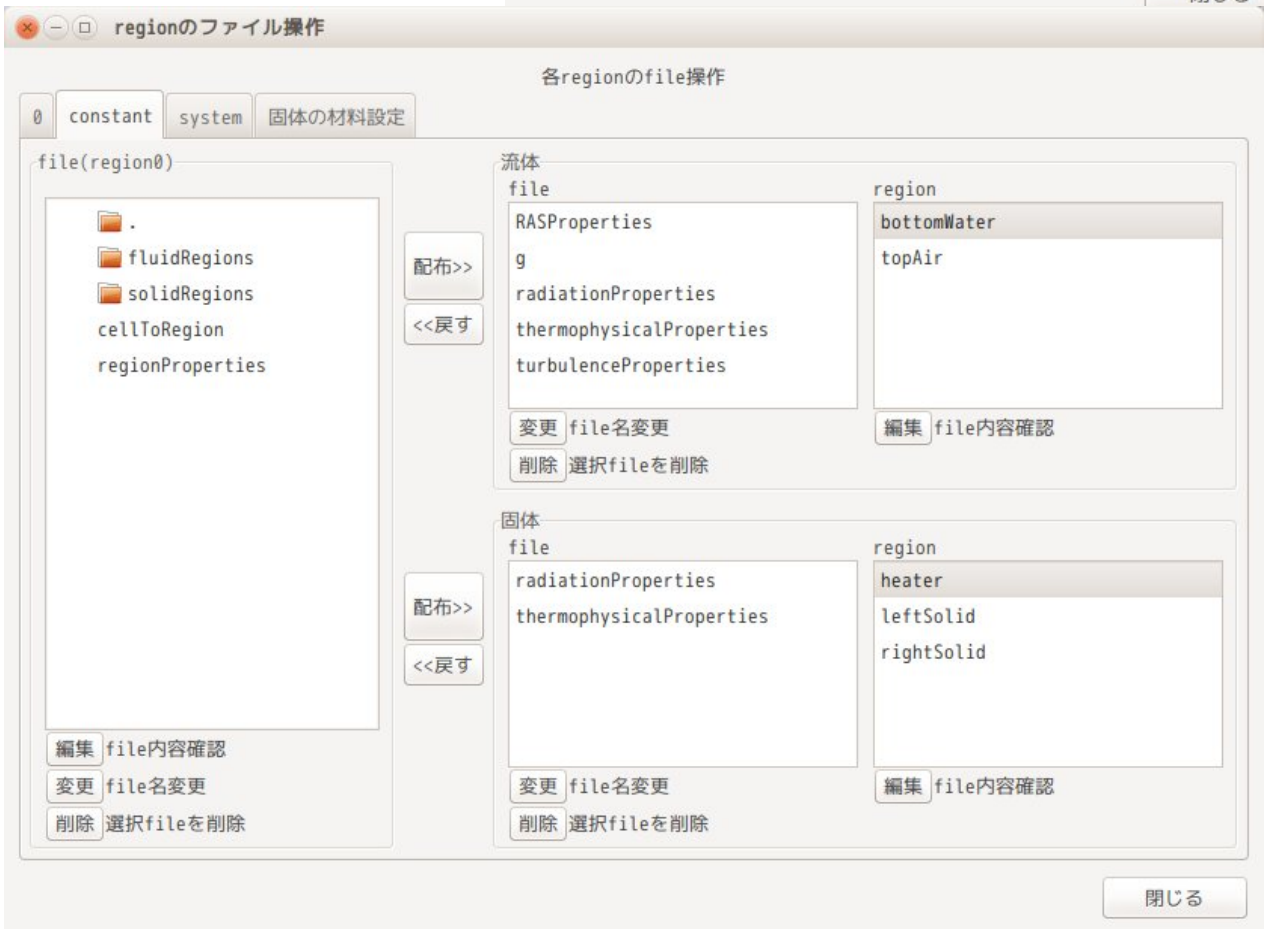 閉じる
regionのファイル操作
各regionのfile操作
0 constant system 固体の材料設定
file(region0)
.
fluidRegions
solidRegions
cellToRegion
regionProperties
編集 file内容確認
変更 file名変更
削除 選択fileを削除
配布>>
<<戻す
流体
file
RASProperties
g
radiationProperties
thermophysicalProperties
turbulenceProperties
変更 file名変更
削除 選択fileを削除
region
bottomWater
topAir
編集 file内容確認
配布>>
<<戻す
固体
file
radiationProperties
thermophysicalProperties
変更 file名変更
削除 選択fileを削除
region
heater
leftSolid
rightSolid
編集 file内容確認
閉じる